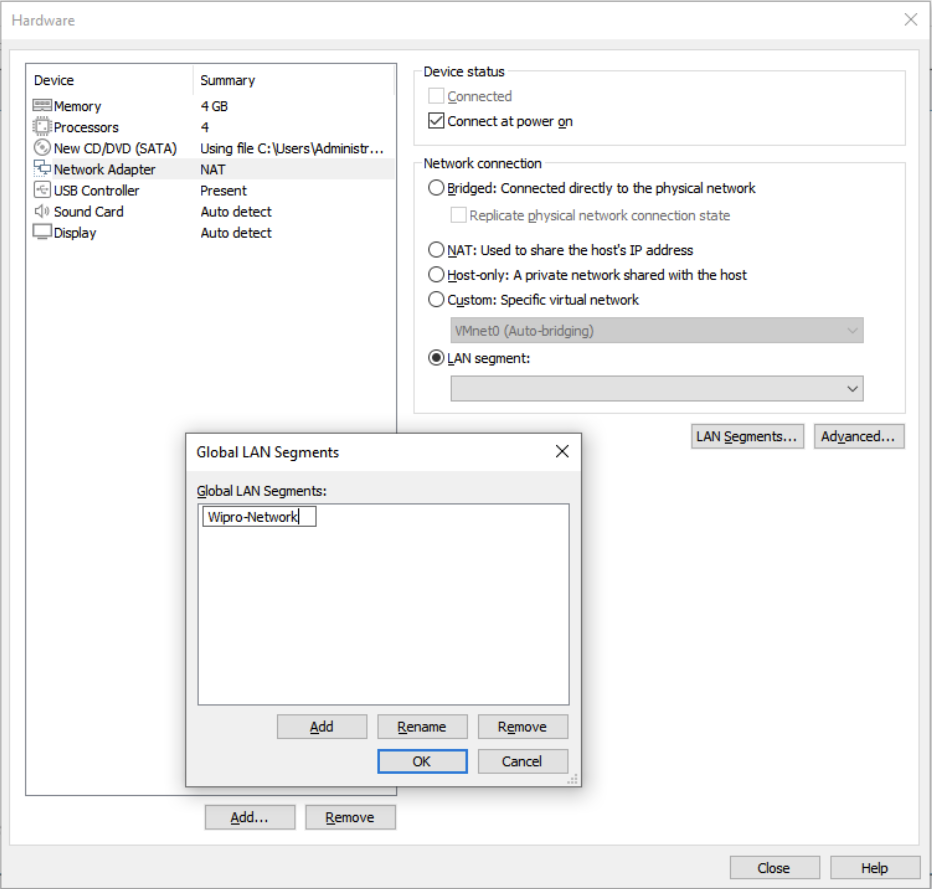 Hardware
Device Summary
Memory 4 GB
Processors 4
New CD/DVD (SATA) Using file C:\Users\Administr...
Network Adapter NAT
USB Controller Present
Sound Card Auto detect
Display Auto detect
Device status
Connected
Connect at power on
Network connection
Bridged: Connected directly to the physical network
Replicate physical network connection state
NAT: Used to share the host's IP address
Host-only: A private network shared with the host
Custom: Specific virtual network
VMnet0 (Auto-bridging)
LAN segment:
LAN Segments... Advanced...
Global LAN Segments
Global LAN Segments:
Wipro-Network
Add Rename Remove
OK Cancel
Add... Remove
Close Help